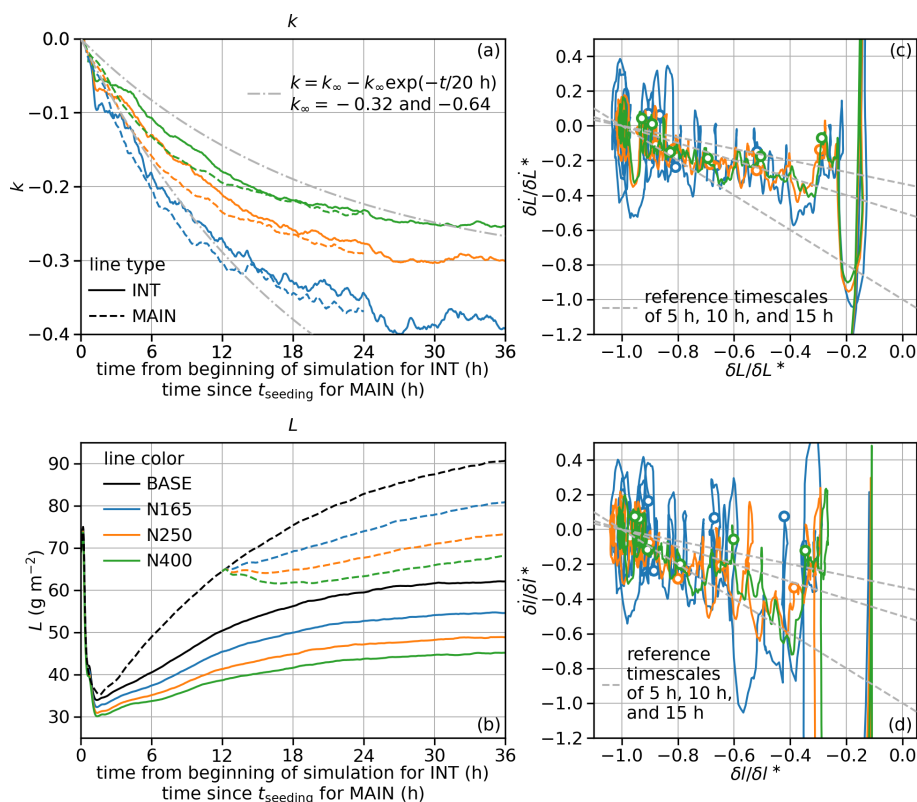 k
(a)
k = k∞ − k∞exp(−t/20 h)
k∞ = − 0.32 and −0.64
line type
INT
MAIN
0.0
−0.1
−0.2
−0.3
−0.4
k
0 6 12 18 24 30 36
time from beginning of simulation for INT (h)
time since tseeding for MAIN (h)
(c)
0.4
0.2
0.0
−0.2
−0.4
−0.6
−0.8
−1.0
−1.2
δL̇/δL̇*
reference timescales
of 5 h, 10 h, and 15 h
−1.0 −0.8 −0.6 −0.4 −0.2 0.0
δL/δL*
L
line color
BASE
N165
N250
N400
(b)
90
80
70
60
50
40
30
L (g m−2)
0 6 12 18 24 30 36
time from beginning of simulation for INT (h)
time since tseeding for MAIN (h)
0.4
0.2
0.0
−0.2
−0.4
−0.6
−0.8
−1.0
−1.2
δl̇/δl̇*
reference
timescales
of 5 h, 10 h,
and 15 h
(d)
−1.0 −0.8 −0.6 −0.4 −0.2 0.0
δl/δl*